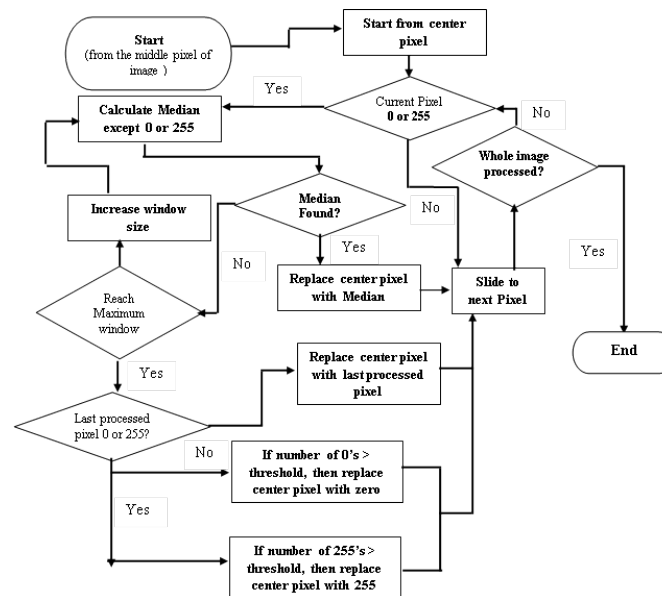 Start
(from the middle pixel of
image )
Start from center
pixel
Yes
Calculate Median
except 0 or 255
Current Pixel
0 or 255
No
Whole image
processed?
Increase window
size
Median
Found?
No
Yes
No
Yes
Reach
Maximum
window
Replace center pixel
with Median
Slide to
next Pixel
End
Yes
Replace center pixel
with last processed
pixel
Last processed
pixel 0 or 255?
No
If number of 0's >
threshold, then replace
center pixel with zero
Yes
If number of 255's >
threshold, then replace
center pixel with 255